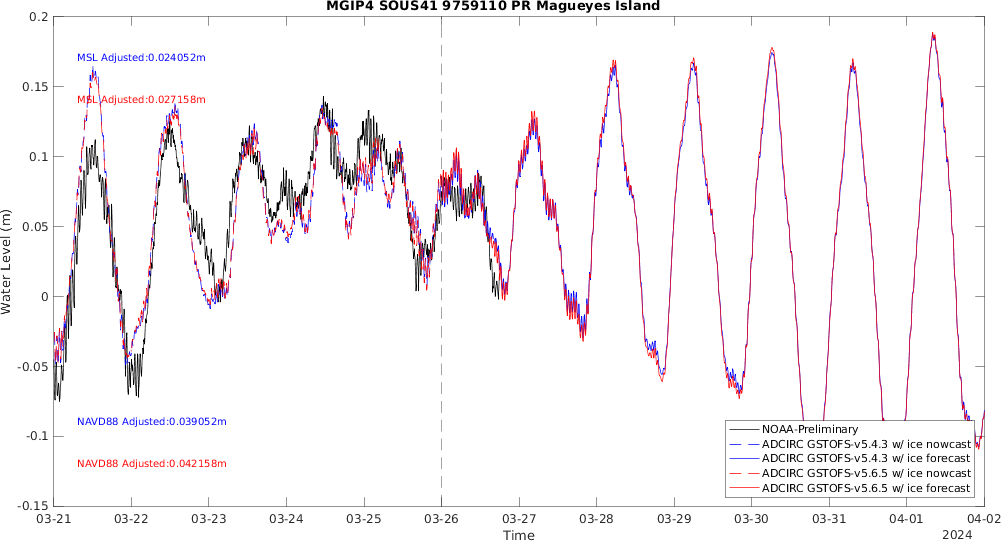 MGIP4 SOUS41 9759110 PR Magueyes Island
0.2
0.15
0.1
0.05
0
-0.05
-0.1
-0.15
Water Level (m)
MSL Adjusted:0.024052m
MSL Adjusted:0.027158m
NAVD88 Adjusted:0.039052m
NAVD88 Adjusted:0.042158m
NOAA-Preliminary
ADCIRC GSTOFS-v5.4.3 w/ ice nowcast
ADCIRC GSTOFS-v5.4.3 w/ ice forecast
ADCIRC GSTOFS-v5.6.5 w/ ice nowcast
ADCIRC GSTOFS-v5.6.5 w/ ice forecast
03-21 03-22 03-23 03-24 03-25 03-26 03-27 03-28 03-29 03-30 03-31 04-01 04-02
Time
2024